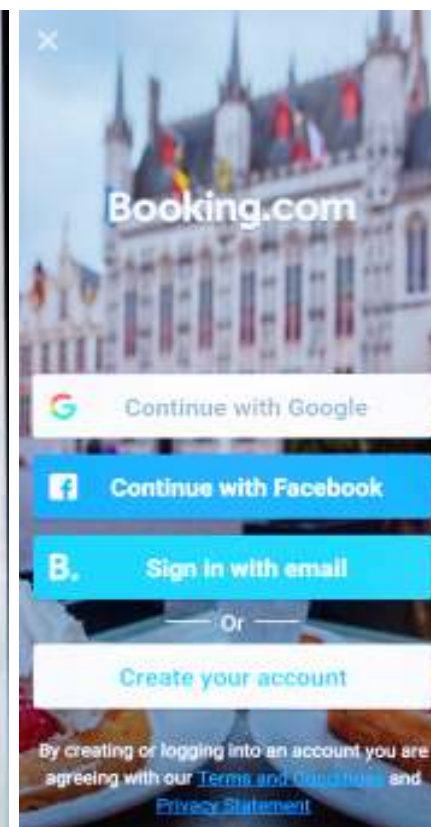 Booking.com
Continue with Google
Continue with Facebook
B. Sign in with email
Or
Create your account
By creating or logging into an account you are
agreeing with our Terms and Conditions and
Privacy Statement